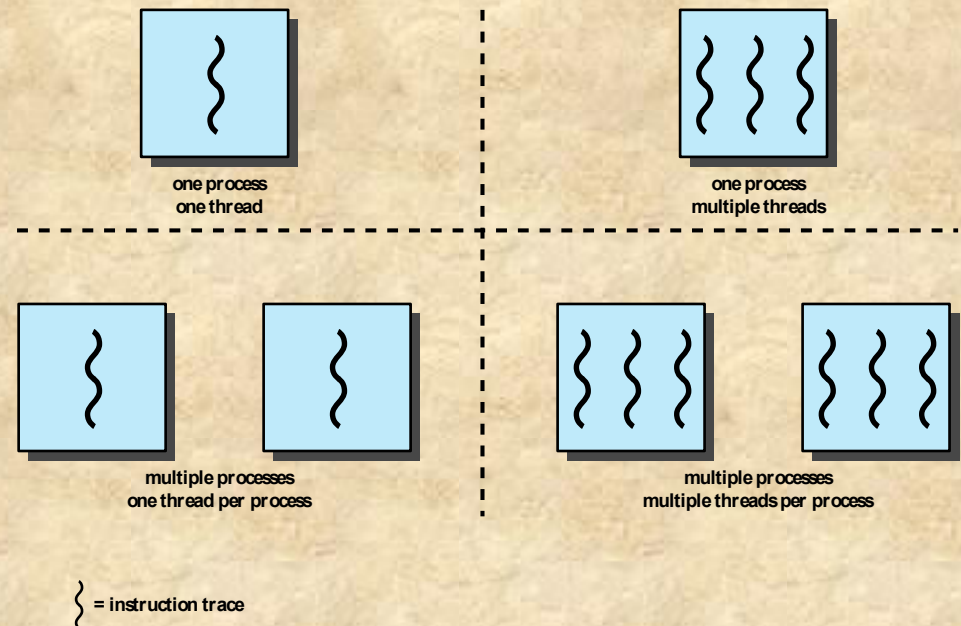 one process
one thread
one process
multiple threads
multiple processes
one thread per process
multiple processes
multiple threads per process
= instruction trace